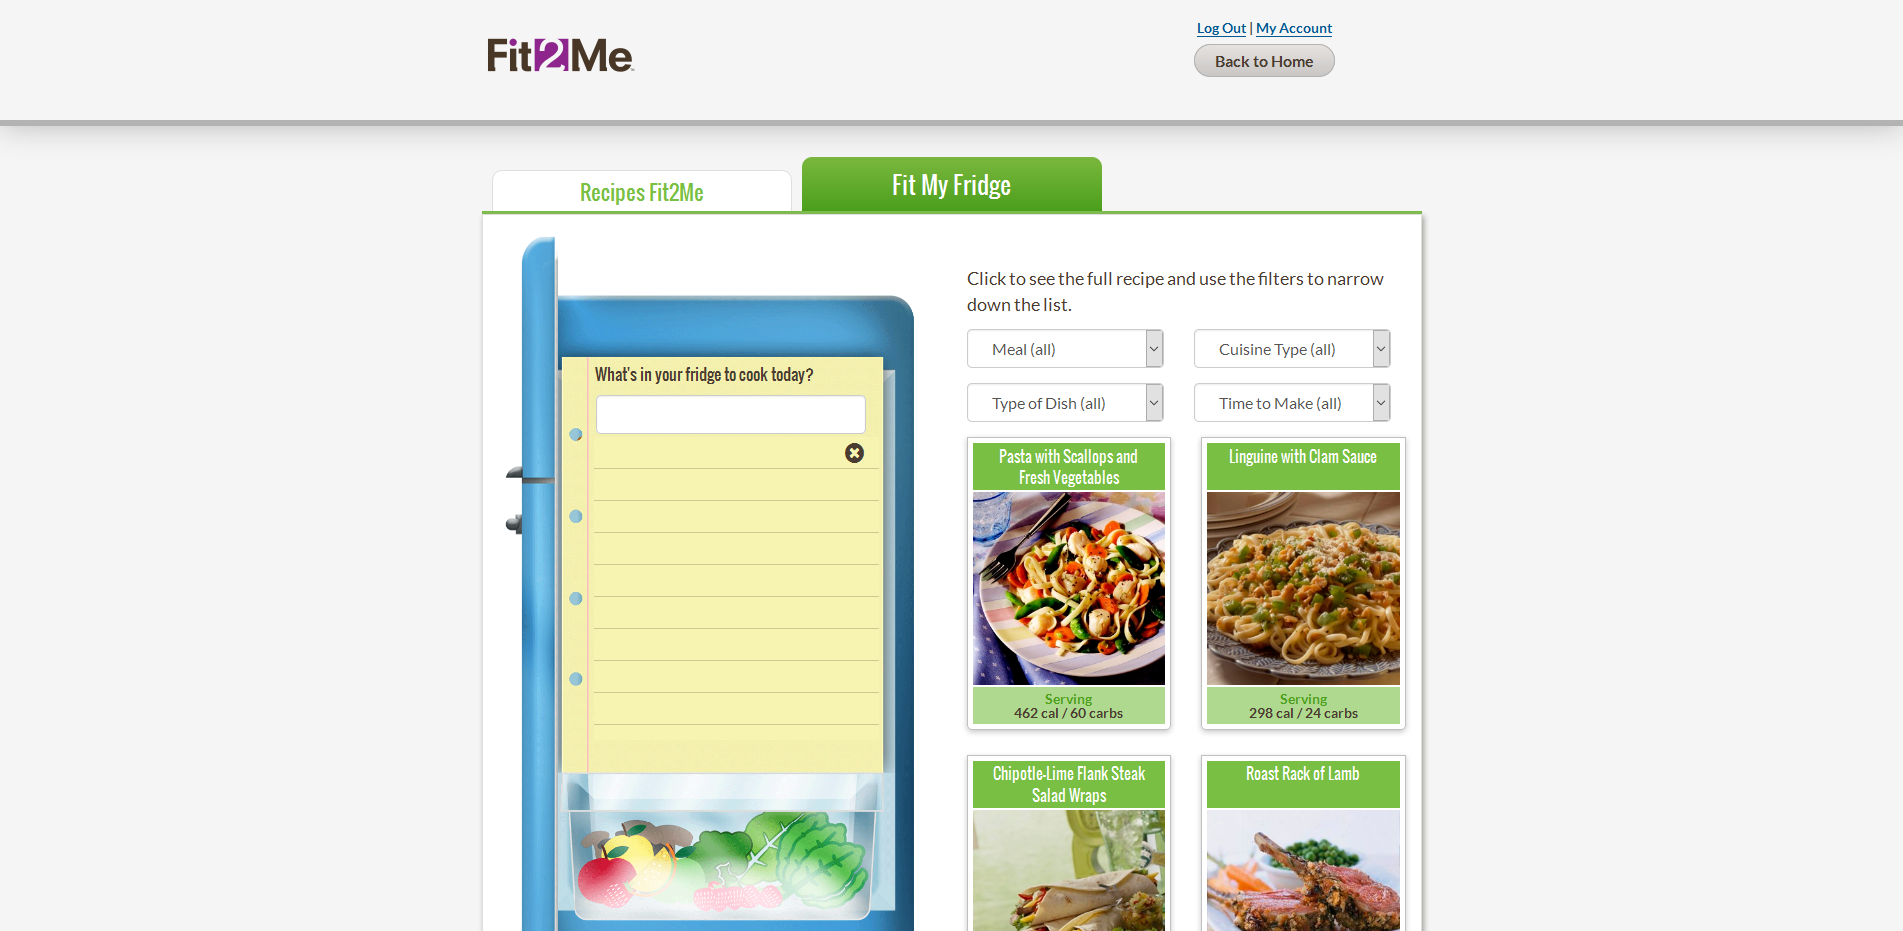 Fit2Me
Log Out | My Account
Back to Home
Recipes Fit2Me
Fit My Fridge
What's in your fridge to cook today?
Click to see the full recipe and use the filters to narrow
down the list.
Meal (all)
Cuisine Type (all)
Type of Dish (all)
Time to Make (all)
Pasta with Scallops and
Fresh Vegetables
Serving
462 cal / 60 carbs
Linguine with Clam Sauce
Serving
298 cal / 24 carbs
Chipotle-Lime Flank Steak
Salad Wraps
Roast Rack of Lamb